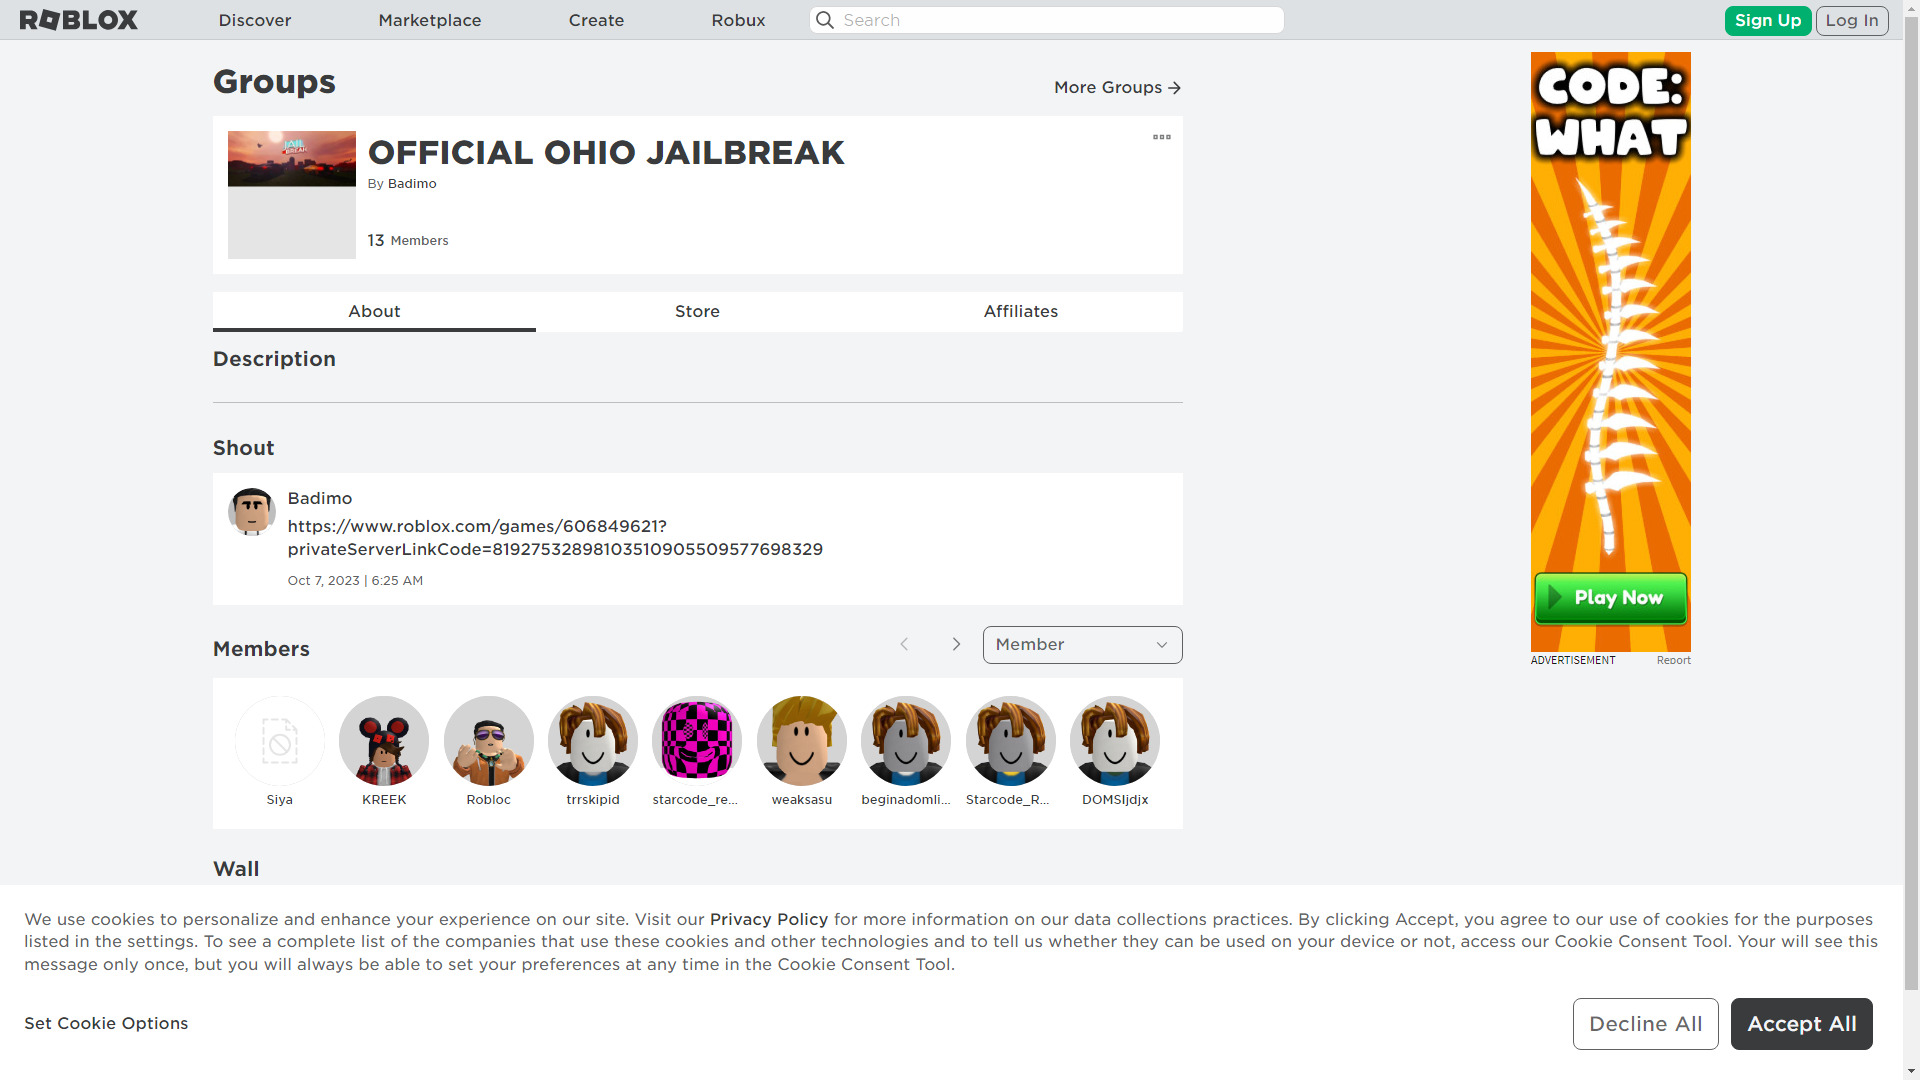 ROBLOX
Discover
Marketplace
Create
Robux
Search
Sign Up
Log In
Groups
More Groups
OFFICIAL OHIO JAILBREAK
By Badimo
13 Members
JAIL
BREAK
About
Store
Affiliates
Description
Shout
Badimo
https://www.roblox.com/games/606849621?
privateServerLinkCode=81927532898103510905509577698329
Oct 7, 2023 | 6:25 AM
Members
Member
Siya
KREEK
Robloc
trrskipid
starcode_re...
weaksasu
beginadomli...
Starcode_R...
DOMSIjdjx
Wall
CODE:
WHAT
Play Now
ADVERTISEMENT
Report
We use cookies to personalize and enhance your experience on our site. Visit our Privacy Policy for more information on our data collections practices. By clicking Accept, you agree to our use of cookies for the purposes
listed in the settings. To see a complete list of the companies that use these cookies and other technologies and to tell us whether they can be used on your device or not, access our Cookie Consent Tool. Your will see this
message only once, but you will always be able to set your preferences at any time in the Cookie Consent Tool.
Set Cookie Options
Decline All
Accept All